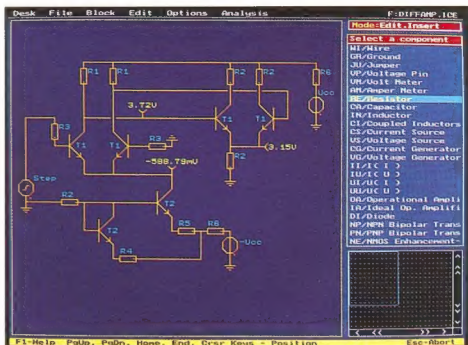 Desk File Block Edit Options Analysis F:DIFFAMP.ICE
Mode:Edit.Insert
Select a component
WI/Wire
GR/Ground
JU/Jumper
VP/Voltage Pin
VM/Volt Meter
AM/Amper Meter
RE/Resistor
CA/Capacitor
IN/Inductor
CI/Coupled Inductors
CS/Current Source
VS/Voltage Source
CG/Current Generator
VG/Voltage Generator
II/I( I )
IU/I( U )
UI/U( I )
UU/U( U )
OA/Operational Ampli
IA/Ideal Op. Amplifi
DI/Diode
NP/NPN Bipolar Trans
PN/PNP Bipolar Trans
NE/NMOS Enhancement-
R1 R1 R2 R2 R6
Vcc
3.72V
R3 T1 T1 R3 T1 T1
(3.15V
R2
-588.79mV
Step
R2 T2
R5 R6
T2
-Vcc
R4
F1-Help PgUp, PgDn, Home, End, Crsr Keys - Position Esc-Abort